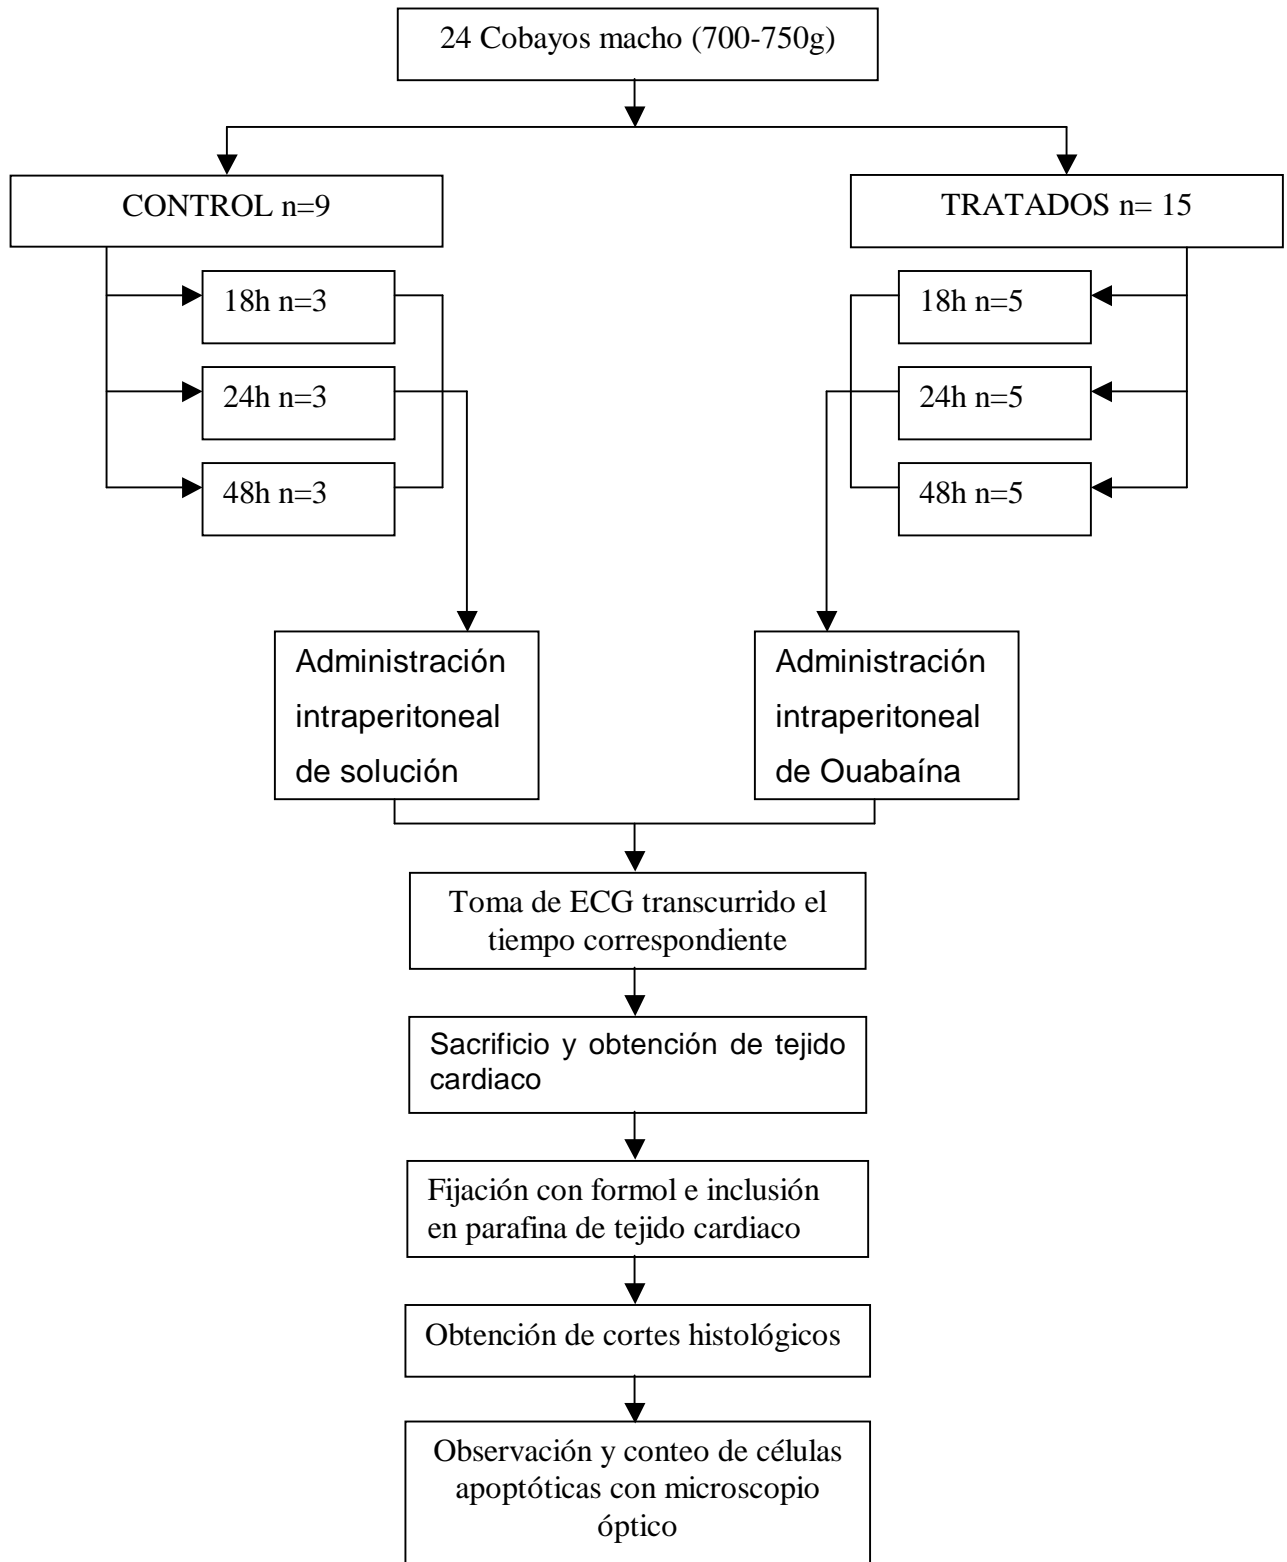 24 Cobayos macho (700-750g)
CONTROL n=9
TRATADOS n= 15
18h n=3
24h n=3
48h n=3
18h n=5
24h n=5
48h n=5
Administración
intraperitoneal
de solución
Administración
intraperitoneal
de Ouabaína
Toma de ECG transcurrido el
tiempo correspondiente
Sacrificio y obtención de tejido
cardiaco
Fijación con formol e inclusión
en parafina de tejido cardiaco
Obtención de cortes histológicos
Observación y conteo de células
apoptóticas con microscopio
óptico